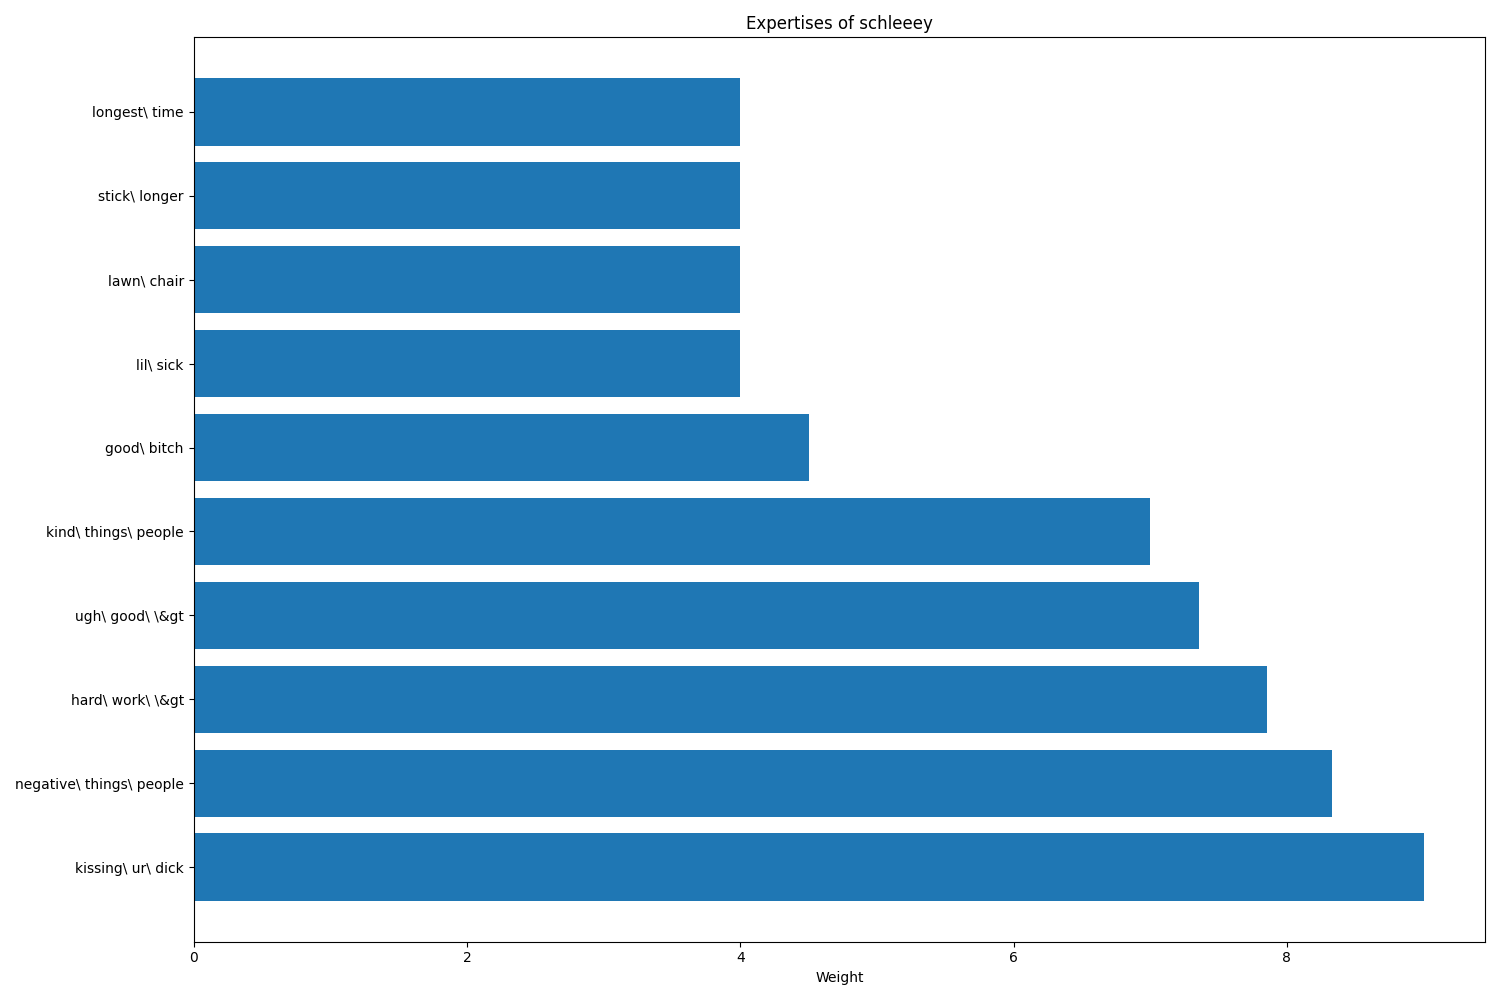 Expertises of schleeey
longest\ time
stick\ longer
lawn\ chair
lil\ sick
good\ bitch
kind\ things\ people
ugh\ good\ \&gt
hard\ work\ \&gt
negative\ things\ people
kissing\ ur\ dick
0 2 4 6 8
Weight